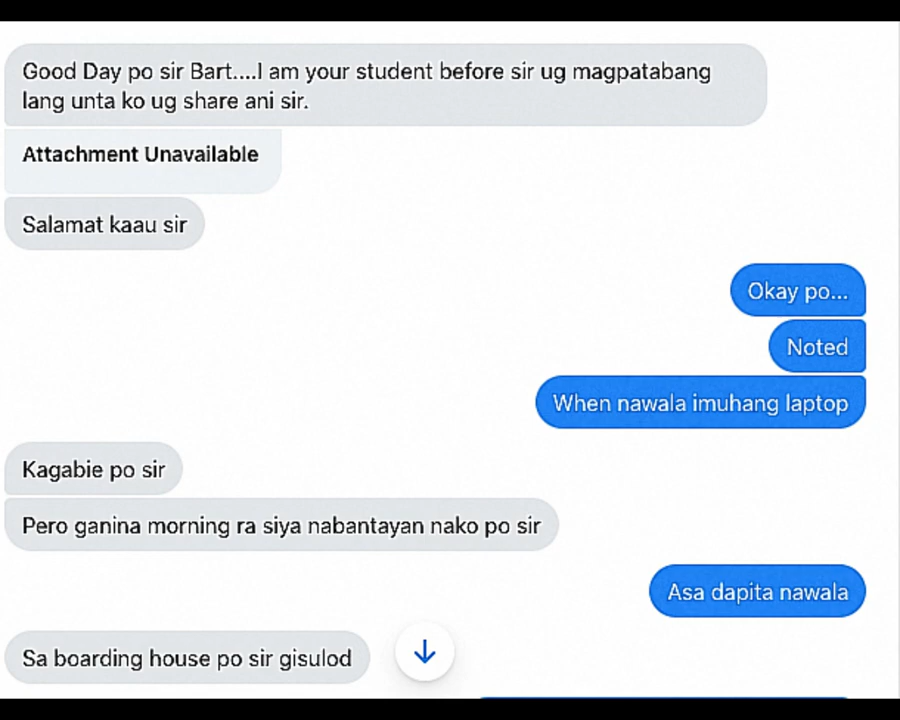 Good Day po sir Bart....I am your student before sir ug magpatabang
lang unta ko ug share ani sir.
Attachment Unavailable
Salamat kaau sir
Okay po...
Noted
When nawala imuhang laptop
Kagabie po sir
Pero ganina morning ra siya nabantayan nako po sir
Asa dapita nawala
Sa boarding house po sir gisulod